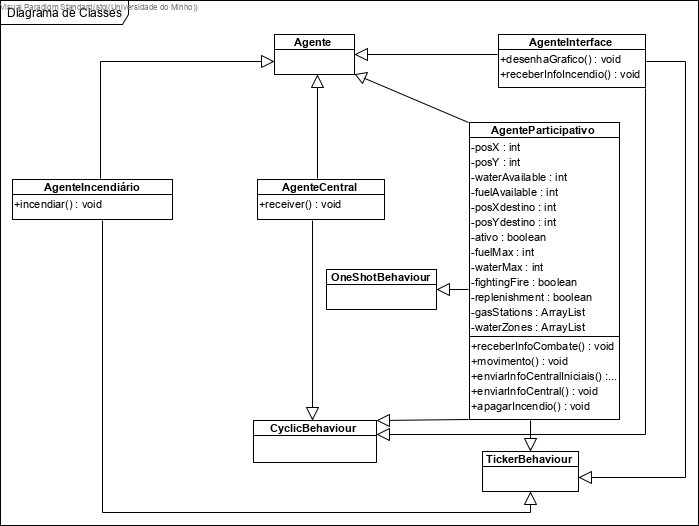 Visual Paradigm Standard(stol(Universidade do Minho))
Diagrama de Classes
Agente
AgenteInterface
+desenhaGrafico() : void
+receberInfoIncendio() : void
AgenteParticipativo
-posX : int
-posY : int
-waterAvailable : int
-fuelAvailable : int
-posXdestino : int
-posYdestino : int
-ativo : boolean
-fuelMax : int
-waterMax : int
-fightingFire : boolean
-replenishment : boolean
-gasStations : ArrayList
-waterZones : ArrayList
+receberInfoCombate() : void
+movimento() : void
+enviarInfoCentralIniciais() :...
+enviarInfoCentral() : void
+apagarIncendio() : void
AgenteIncendiário
+incendiar() : void
AgenteCentral
+receiver() : void
OneShotBehaviour
CyclicBehaviour
TickerBehaviour